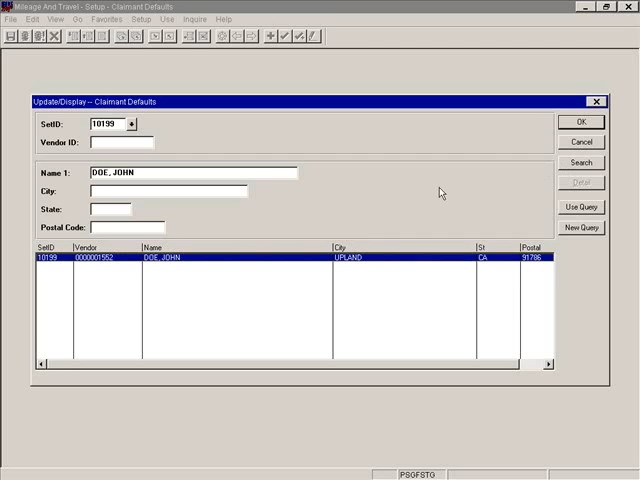 Mileage And Travel - Setup - Claimant Defaults
File Edit View Go Favorites Setup Use Inquire Help
Update/Display -- Claimant Defaults
SetID: 10199
OK
Vendor ID:
Cancel
Search
Name 1: DOE, JOHN
Detail
City:
State:
Use Query
Postal Code:
New Query
SetID Vendor Name City St Postal
10199 0000001552 DOE, JOHN UPLAND CA 91786
PSGFSTG